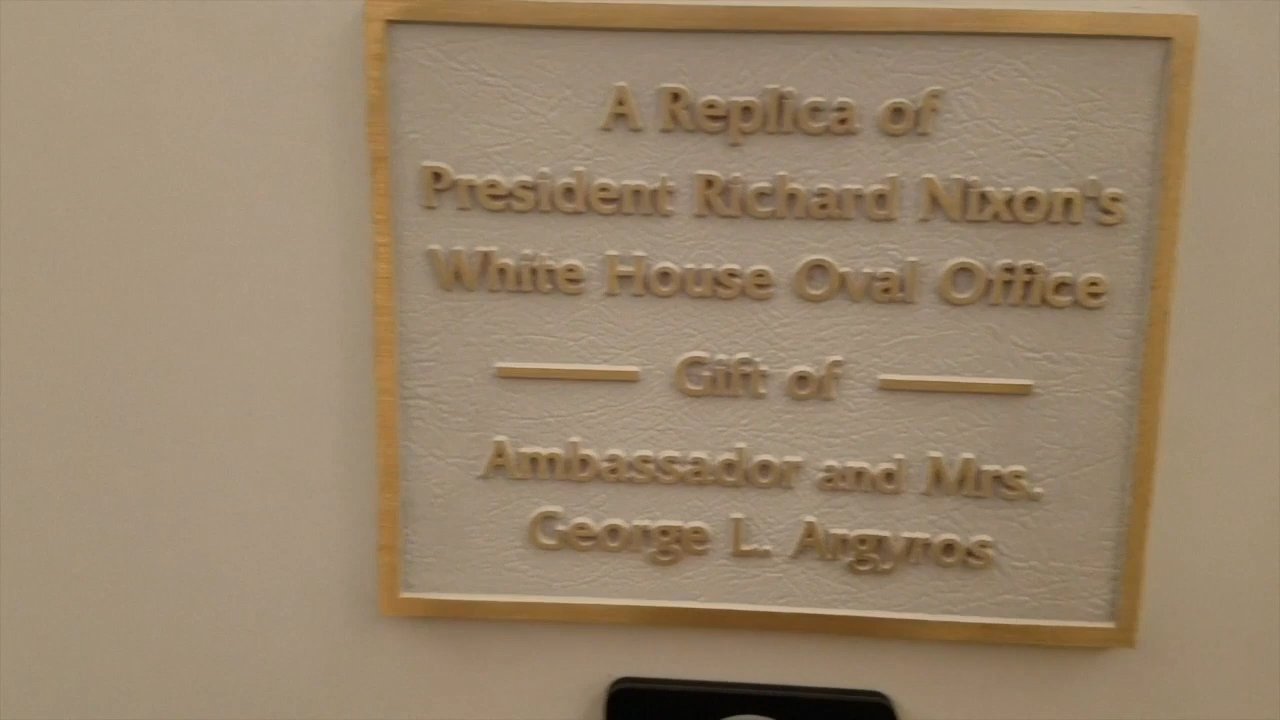 A Replica of
President Richard Nixon's
White House Oval Office
Gift of
Ambassador and Mrs.
George L. Argyros